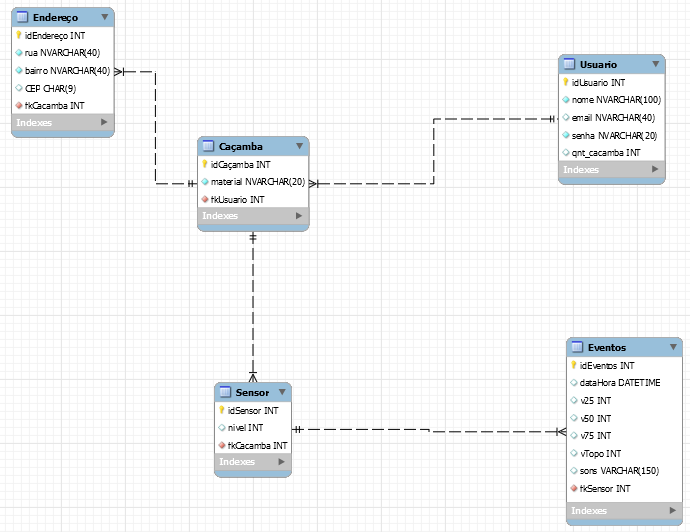 Endereço
idEndereço INT
rua NVARCHAR(40)
bairro NVARCHAR(40)
CEP CHAR(9)
fkCacamba INT
Indexes
Usuario
idUsuario INT
nome NVARCHAR(100)
email NVARCHAR(40)
senha NVARCHAR(20)
qnt_cacamba INT
Indexes
Caçamba
idCaçamba INT
material NVARCHAR(20)
fkUsuario INT
Indexes
Sensor
idSensor INT
nivel INT
fkCacamba INT
Indexes
Eventos
idEventos INT
dataHora DATETIME
v25 INT
v50 INT
v75 INT
vTopo INT
sons VARCHAR(150)
fkSensor INT
Indexes